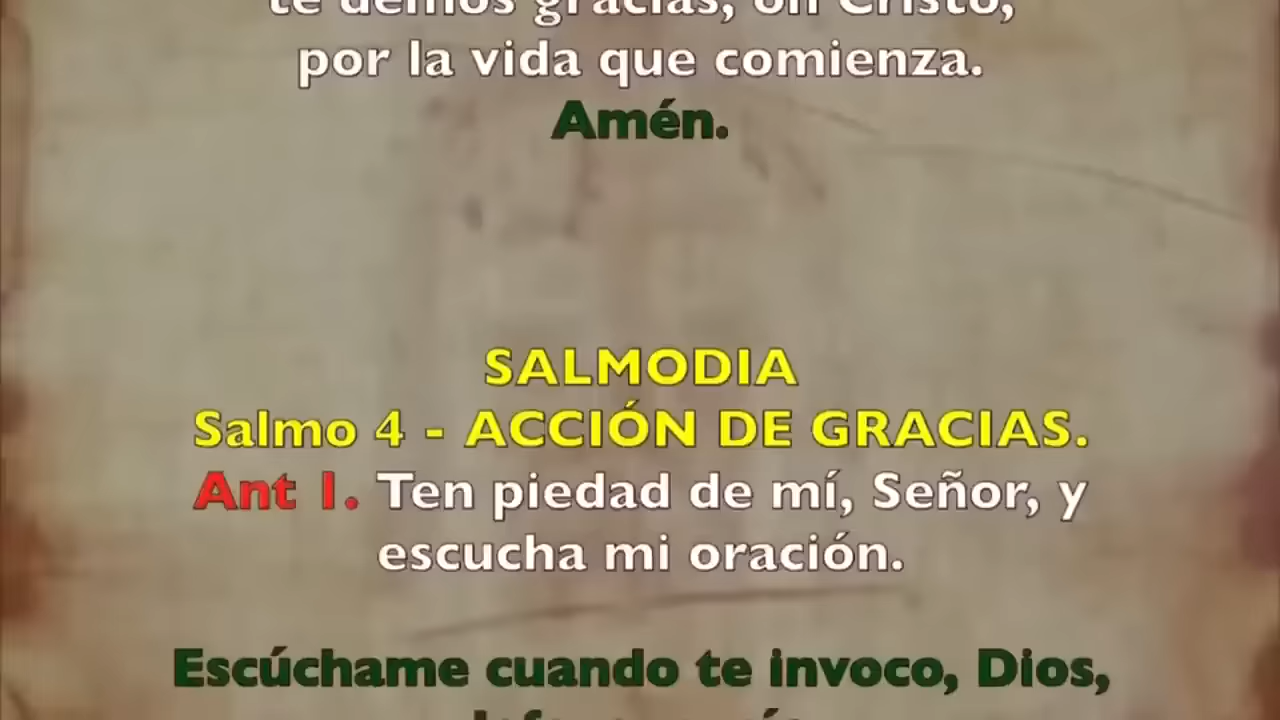 te demos gracias, oh Cristo,
por la vida que comienza.
Amén.
SALMODIA
Salmo 4 - ACCIÓN DE GRACIAS.
Ant 1. Ten piedad de mí, Señor, y
escucha mi oración.
Escúchame cuando te invoco, Dios,